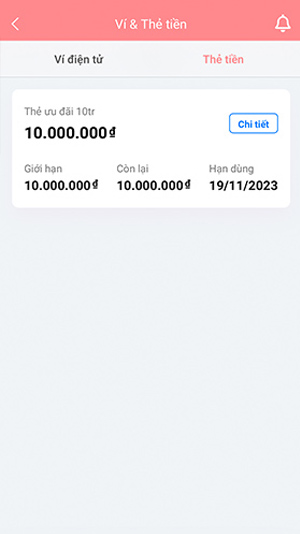 Ví & Thẻ tiền
Ví điện tử Thẻ tiền
Thẻ ưu đãi 10tr
10.000.000₫
Chi tiết
Giới hạn Còn lại Hạn dùng
10.000.000₫ 10.000.000₫ 19/11/2023